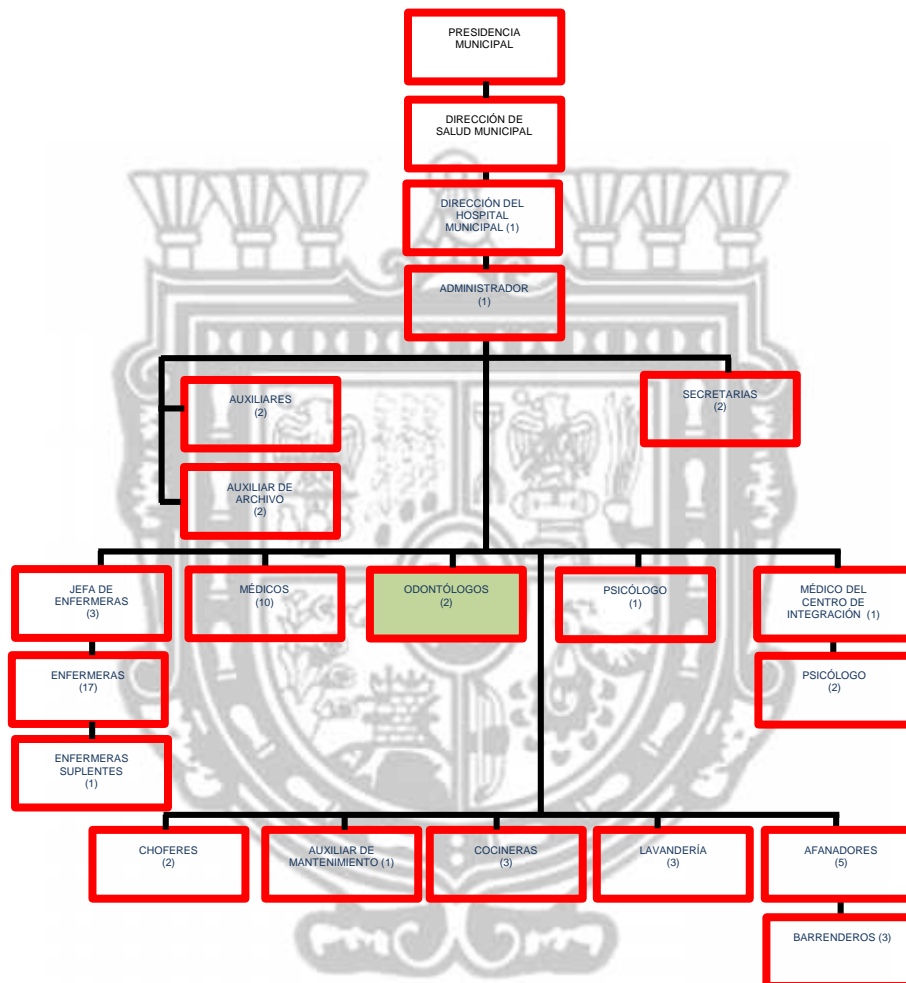 PRESIDENCIA
MUNICIPAL
DIRECCIÓN DE
SALUD MUNICIPAL
DIRECCIÓN DEL
HOSPITAL
MUNICIPAL (1)
ADMINISTRADOR
(1)
AUXILIARES
(2)
SECRETARIAS
(2)
AUXILIAR DE
ARCHIVO
(2)
JEFA DE
ENFERMERAS
(3)
MÉDICOS
(10)
ODONTÓLOGOS
(2)
PSICÓLOGO
(1)
MÉDICO DEL
CENTRO DE
INTEGRACIÓN (1)
ENFERMERAS
(17)
PSICÓLOGO
(2)
ENFERMERAS
SUPLENTES
(1)
CHOFERES
(2)
AUXILIAR DE
MANTENIMIENTO (1)
COCINERAS
(3)
LAVANDERÍA
(3)
AFANADORES
(5)
BARRENDEROS (3)